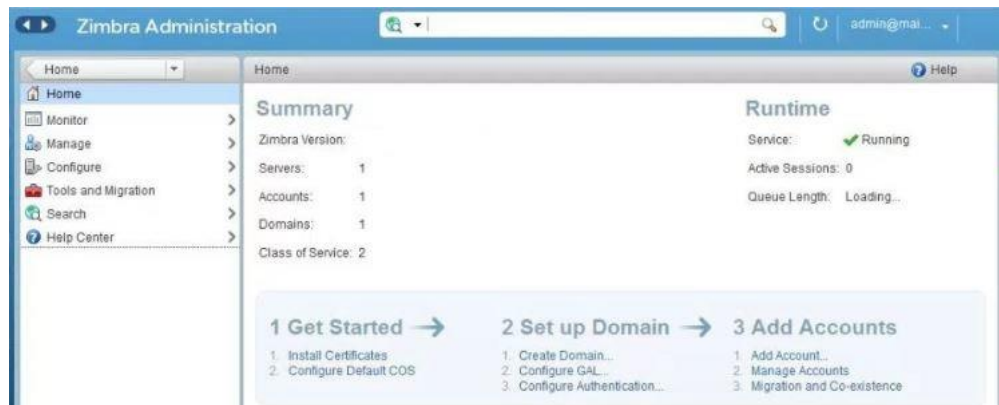 Zimbra Administration
admin@mai...
Home
Home
Help
Home
Monitor
Manage
Configure
Tools and Migration
Search
Help Center
Summary
Zimbra Version:
Servers: 1
Accounts: 1
Domains: 1
Class of Service: 2
Runtime
Service: Running
Active Sessions: 0
Queue Length: Loading...
1 Get Started
1. Install Certificates
2. Configure Default COS
2 Set up Domain
1. Create Domain...
2. Configure GAL...
3. Configure Authentication...
3 Add Accounts
1. Add Account...
2. Manage Accounts
3. Migration and Co-existence